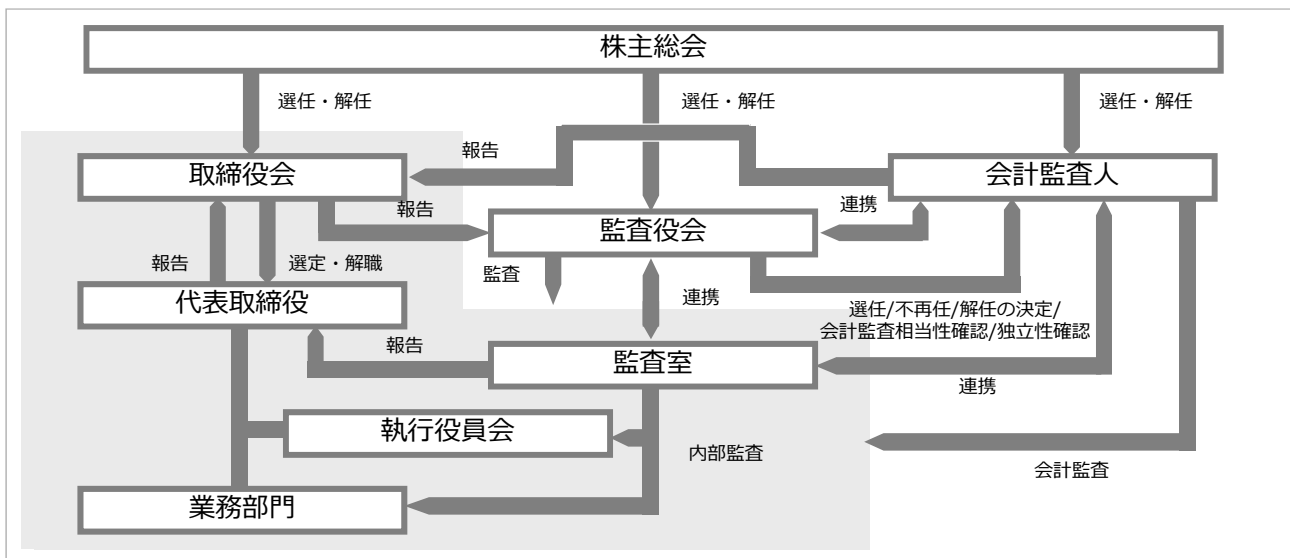 株主総会
選任・解任
選任・解任
選任・解任
報告
取締役会
会計監査人
報告
連携
監査役会
報告
選定・解職
監査
代表取締役
連携
選任/不再任/解任の決定/
会計監査相当性確認/独立性確認
報告
監査室
連携
執行役員会
内部監査
会計監査
業務部門